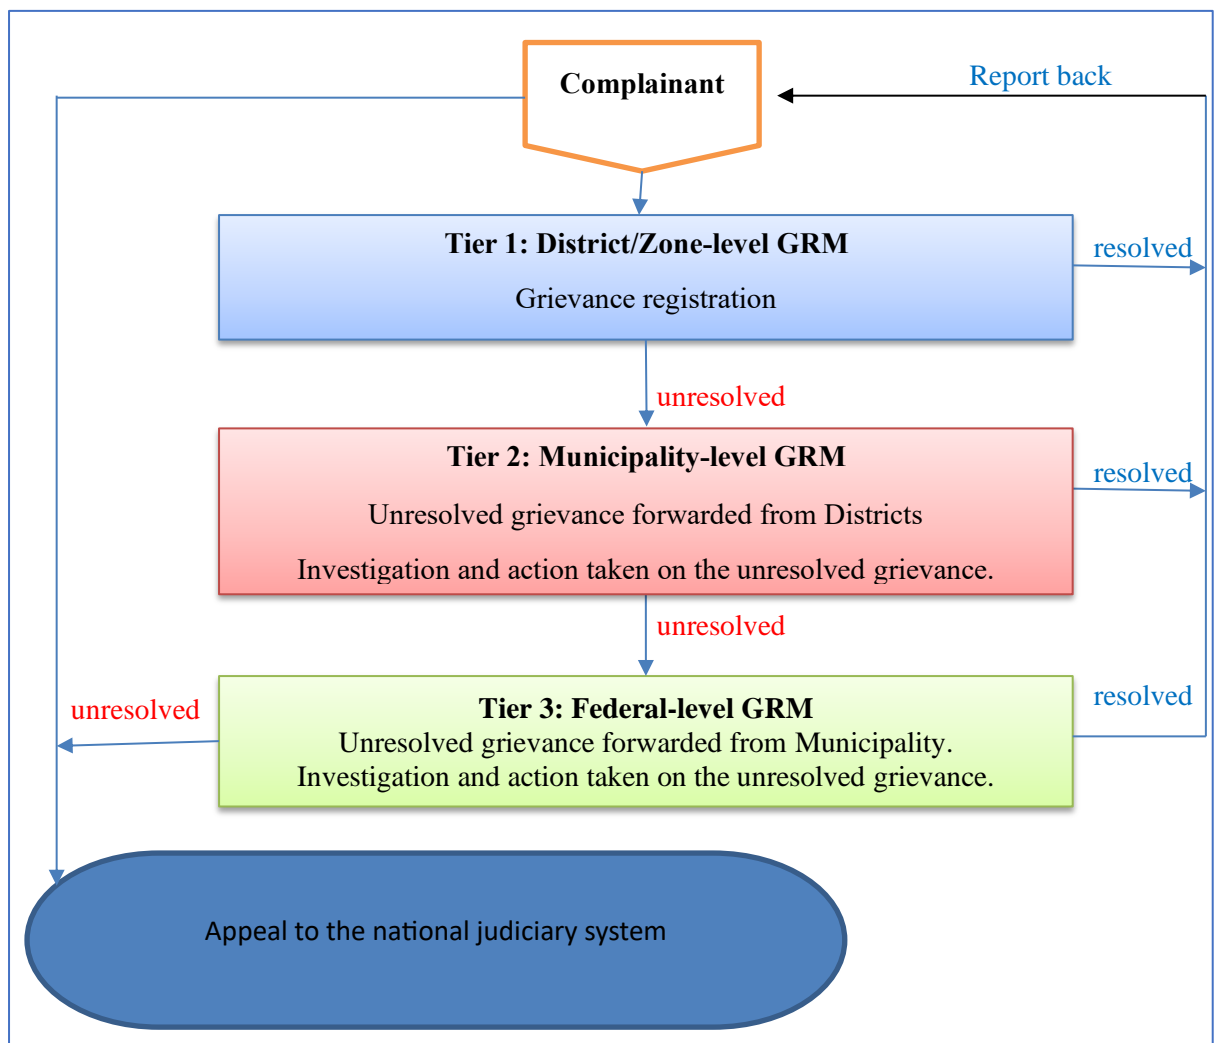 Complainant
Report back
Tier 1: District/Zone-level GRM
resolved
Grievance registration
unresolved
Tier 2: Municipality-level GRM
resolved
Unresolved grievance forwarded from Districts
Investigation and action taken on the unresolved grievance.
unresolved
unresolved
Tier 3: Federal-level GRM
resolved
Unresolved grievance forwarded from Municipality.
Investigation and action taken on the unresolved grievance.
Appeal to the national judiciary system